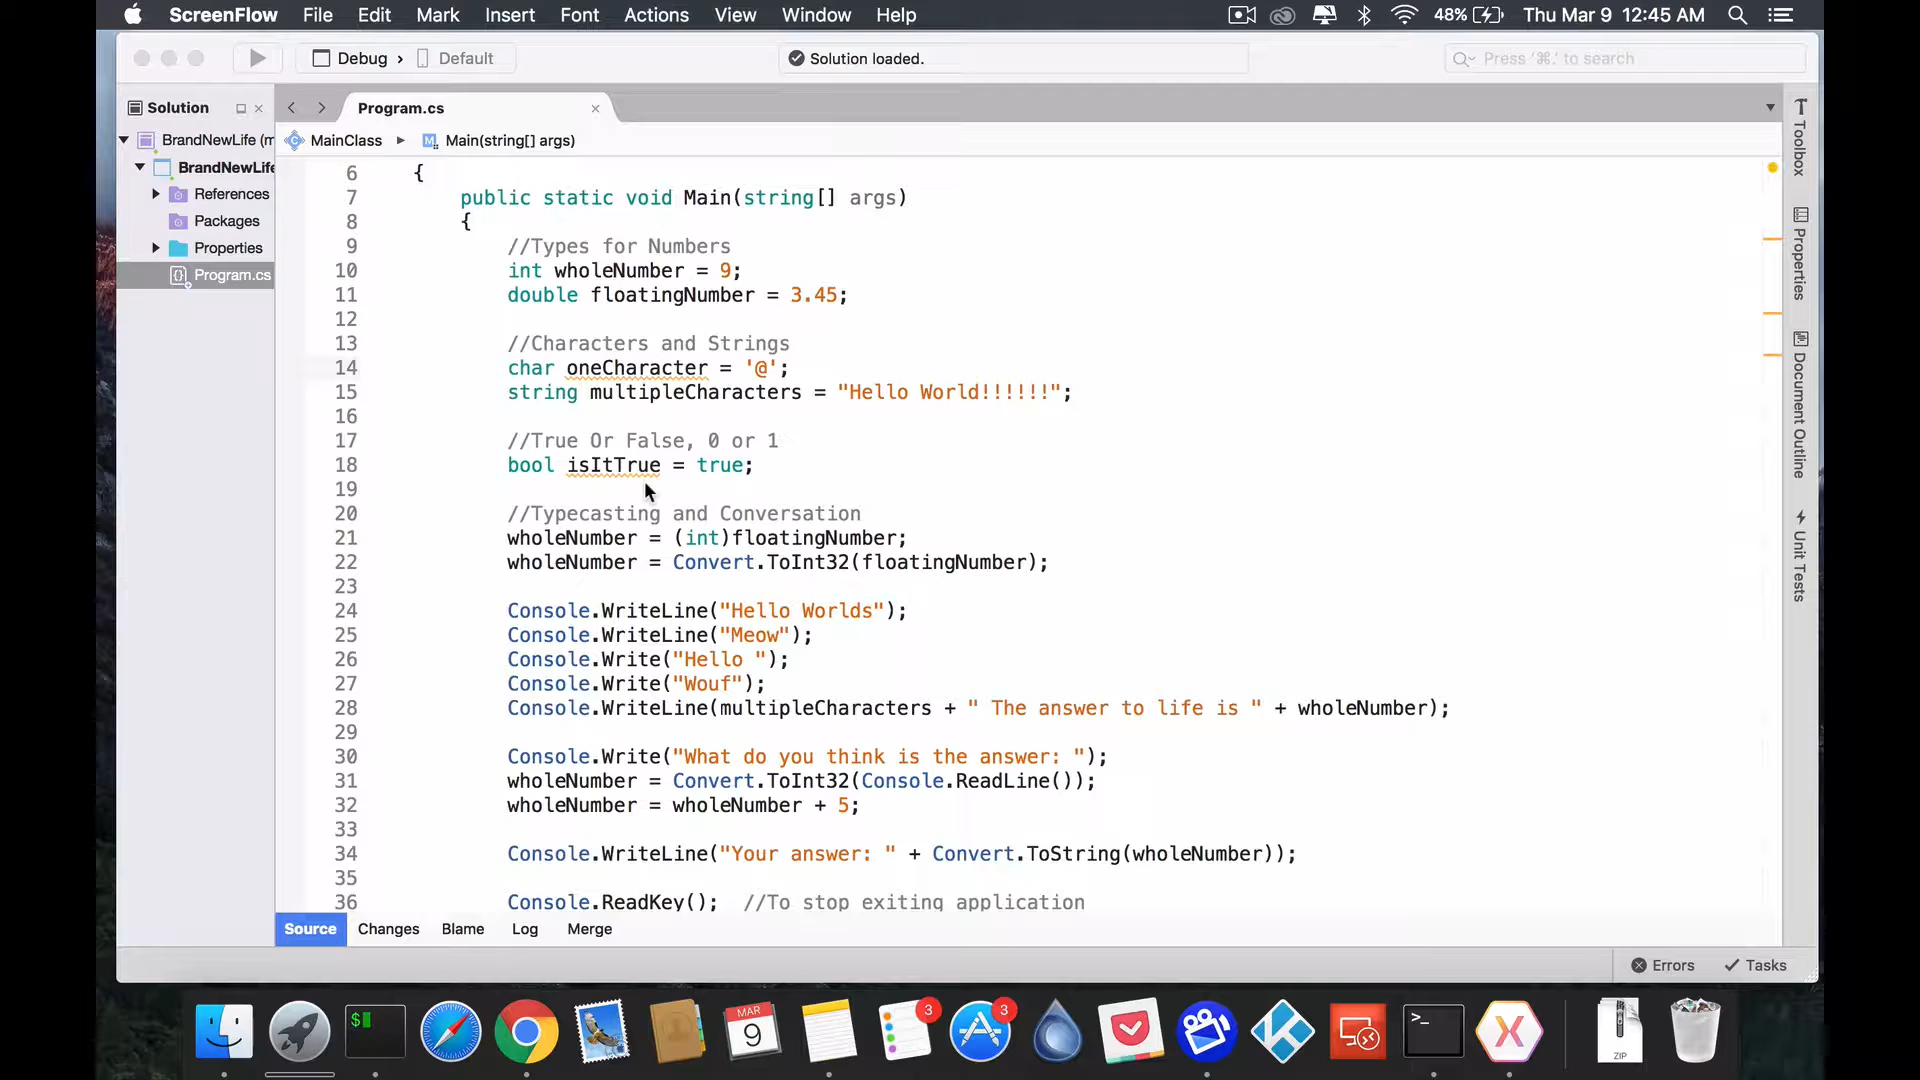 ScreenFlow File Edit Mark Insert Font Actions View Window Help 48% Thu Mar 9 12:45 AM
Debug › Default Solution loaded. Press ‘⌘.’ to search
Solution Program.cs
BrandNewLife (m MainClass Main(string[] args)
BrandNewLife
References
Packages
Properties
Program.cs
6 {
7 public static void Main(string[] args)
8 {
9 //Types for Numbers
10 int wholeNumber = 9;
11 double floatingNumber = 3.45;
12
13 //Characters and Strings
14 char oneCharacter = '@';
15 string multipleCharacters = "Hello World!!!!!!";
16
17 //True Or False, 0 or 1
18 bool isItTrue = true;
19
20 //Typecasting and Conversation
21 wholeNumber = (int)floatingNumber;
22 wholeNumber = Convert.ToInt32(floatingNumber);
23
24 Console.WriteLine("Hello Worlds");
25 Console.WriteLine("Meow");
26 Console.Write("Hello ");
27 Console.Write("Wouf");
28 Console.WriteLine(multipleCharacters + " The answer to life is " + wholeNumber);
29
30 Console.Write("What do you think is the answer: ");
31 wholeNumber = Convert.ToInt32(Console.ReadLine());
32 wholeNumber = wholeNumber + 5;
33
34 Console.WriteLine("Your answer: " + Convert.ToString(wholeNumber));
35
36 Console.ReadKey(); //To stop exiting application
Toolbox
Properties
Document Outline
Unit Tests
Source Changes Blame Log Merge
Errors Tasks
$
MAR
9
3
3
>_
ZIP